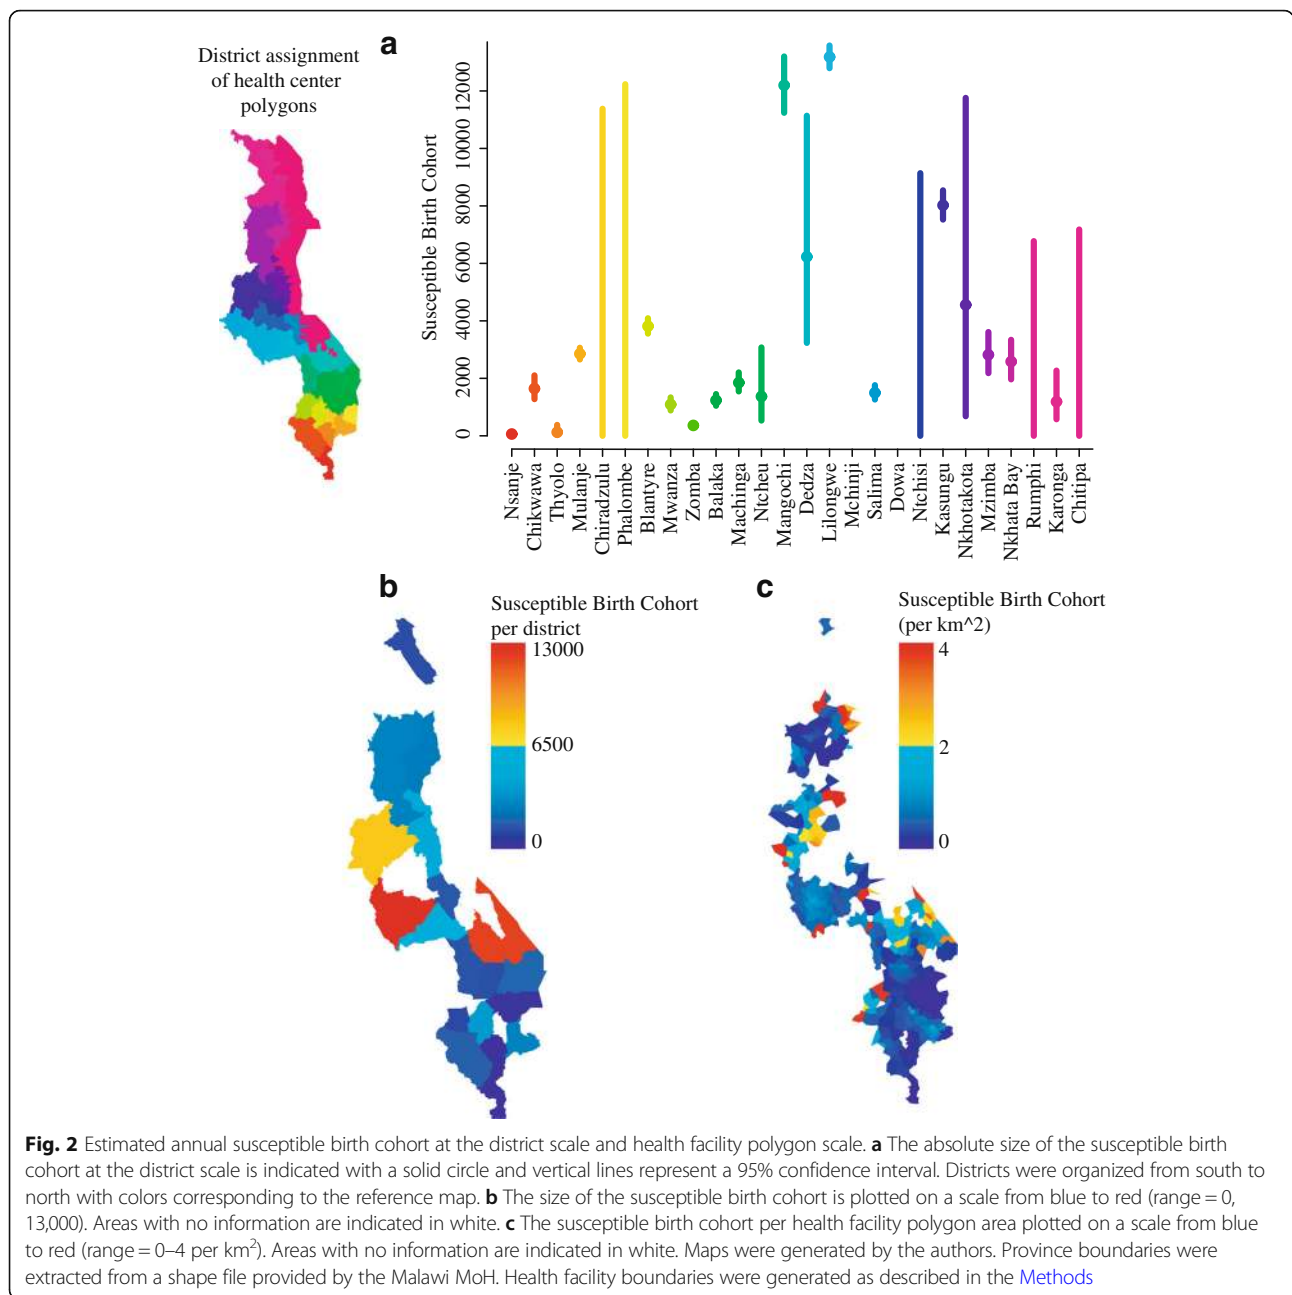 District assignment
of health center
polygons
a
Susceptible Birth Cohort
12000
10000
8000
6000
4000
2000
0
Nsanje
Chikwawa
Thyolo
Mulanje
Chiradzulu
Phalombe
Blantyre
Mwanza
Zomba
Balaka
Machinga
Ntcheu
Mangochi
Dedza
Lilongwe
Mchinji
Salima
Dowa
Ntchisi
Kasungu
Nkhotakota
Mzimba
Nkhata Bay
Rumphi
Karonga
Chitipa
b
Susceptible Birth Cohort
per district
13000
6500
0
c
Susceptible Birth Cohort
(per km^2)
4
2
0
Fig. 2 Estimated annual susceptible birth cohort at the district scale and health facility polygon scale. a The absolute size of the susceptible birth
cohort at the district scale is indicated with a solid circle and vertical lines represent a 95% confidence interval. Districts were organized from south to
north with colors corresponding to the reference map. b The size of the susceptible birth cohort is plotted on a scale from blue to red (range = 0,
13,000). Areas with no information are indicated in white. c The susceptible birth cohort per health facility polygon area plotted on a scale from blue
to red (range = 0–4 per km²). Areas with no information are indicated in white. Maps were generated by the authors. Province boundaries were
extracted from a shape file provided by the Malawi MoH. Health facility boundaries were generated as described in the Methods